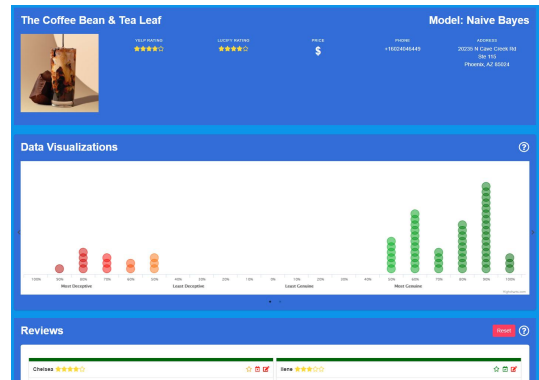 The Coffee Bean & Tea Leaf
Model: Naive Bayes
YELP RATING
LUCIFY RATING
PRICE
PHONE
ADDRESS
$
+16024046449
20235 N Cave Creek Rd
Ste 115
Phoenix, AZ 85024
Data Visualizations
100% 90% 80% 70% 60% 50% 40% 30% 20% 10% 0% 10% 20% 30% 40% 50% 60% 70% 80% 90% 100%
Most Deceptive Least Deceptive Least Genuine Most Genuine
Reviews
Reset
Chelsea
Ilene